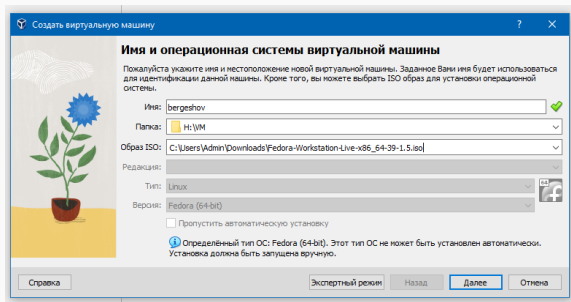 Создать виртуальную машину
? ×
Имя и операционная системы виртуальной машины
Пожалуйста укажите имя и местоположение новой виртуальной машины. Заданное Вами имя будет использоваться
для идентификации данной машины. Кроме того, вы можете выбрать ISO образ для установки операционной
системы.
Имя: bergeshov
Папка: H:\VM
Образ ISO: C:\Users\Admin\Downloads\Fedora-Workstation-Live-x86_64-39-1.5.iso
Редакция:
Тип: Linux
64
Версия: Fedora (64-bit)
Пропустить автоматическую установку
Определённый тип ОС: Fedora (64-bit). Этот тип ОС не может быть установлен автоматически.
Установка должна быть запущена вручную.
Справка Экспертный режим Назад Далее Отмена